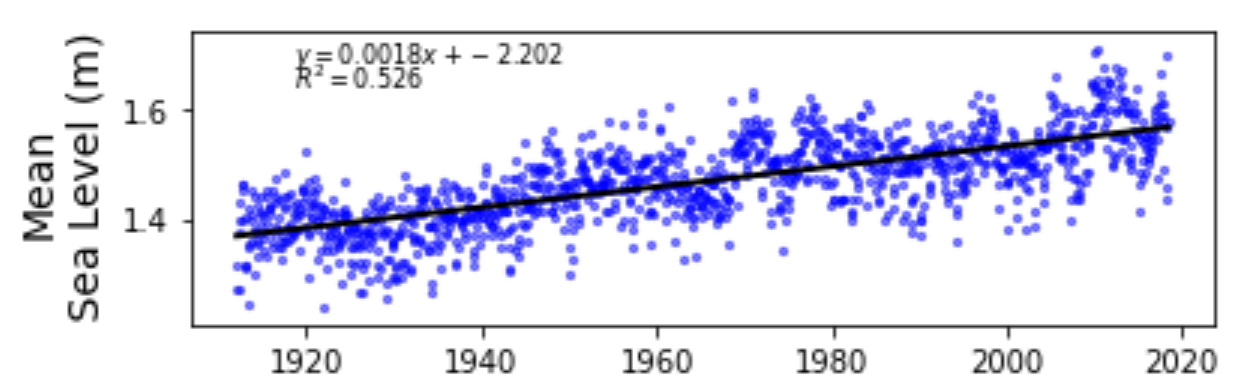 y = 0.0018x + − 2.202
R² = 0.526
Mean
Sea Level (m)
1.6
1.4
1920 1940 1960 1980 2000 2020